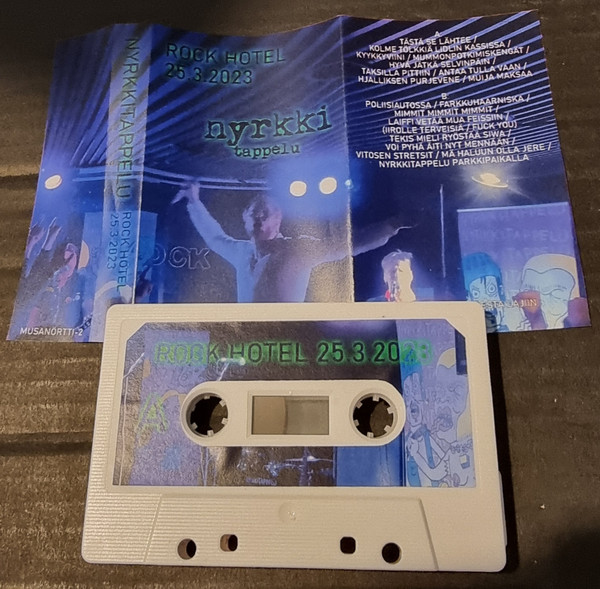 NYRKKITAPPELU ROCK HOTEL
25.3.2023
ROCK HOTEL
25.3.2023
nyrkki
tappelu
ROCK
MUSANÖRTTI-2
A
TÄSTÄ SE LÄHTEE /
KOLME TÖLKKIÄ LIDLIN KASSISSA /
KYYKKYVIINI / MUMMONPOTKIMISKENGÄT /
HYVÄ JÄTKÄ SELVINPÄIN /
TAKSILLA PITTIIN / ANTAA TULLA VAAN /
HJALLIKSEN PURJEVENE / MUIJA MAKSAA
B
POLIISIAUTOSSA / FARKKUHAARNISKA /
MIMMIT MIMMIT MIMMIT /
LAIFFI VETÄÄ MUA FEISSIIN /
(IIROLLE TERVEISIÄ / FUCK YOU)
TEKIS MIELI RYÖSTÄÄ SIWA /
VOI PYHÄ ÄITI NYT MENNÄÄN /
VITOSEN STRETSIT / MÄ HALUUN OLLA JERE /
NYRKKITAPPELU PARKKIPAIKALLA
ROCK HOTEL 25.3.2023
A